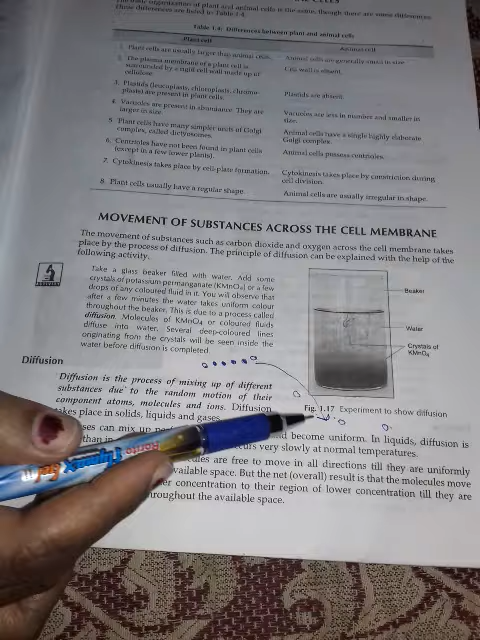 Table 1.4: Differences between plant and animal cells
Plant cell
Animal cell
1. Plant cells are usually larger than animal cells.
Animal cells are generally small in size.
2. The plasma membrane of a plant cell is
surrounded by a rigid cell wall made up of
cellulose.
Cell wall is absent.
3. Plastids (leucoplasts, chloroplasts, chromo-
plasts) are present in plant cells.
Plastids are absent.
4. Vacuoles are present in abundance. They are
larger in size.
Vacuoles are less in number and smaller in
size.
5. Plant cells have many simpler units of Golgi
complex, called dictyosomes.
Animal cells have a single highly elaborate
Golgi complex.
6. Centrioles have not been found in plant cells
(except in a few lower plants).
Animal cells possess centrioles.
7. Cytokinesis takes place by cell-plate formation.
Cytokinesis takes place by constriction during
cell division.
8. Plant cells usually have a regular shape.
Animal cells are usually irregular in shape.
MOVEMENT OF SUBSTANCES ACROSS THE CELL MEMBRANE
The movement of substances such as carbon dioxide and oxygen across the cell membrane takes
place by the process of diffusion. The principle of diffusion can be explained with the help of the
following activity.
Take a glass beaker filled with water. Add some
crystals of potassium permanganate (KMnO₄) or a few
drops of any coloured fluid in it. You will observe that
after a few minutes the water takes uniform colour
throughout the beaker. This is due to a process called
diffusion. Molecules of KMnO₄ or coloured fluids
diffuse into water. Several deep-coloured lines
originating from the crystals will be seen inside the
water before diffusion is completed.
Beaker
Water
Crystals of
KMnO₄
Fig. 1.17 Experiment to show diffusion
Diffusion
Diffusion is the process of mixing up of different
substances due to the random motion of their
component atoms, molecules and ions. Diffusion
takes place in solids, liquids and gases.
ases can mix up
nd become uniform. In liquids, diffusion is
than in
curs very slowly at normal temperatures.
cules are free to move in all directions till they are uniformly
vailable space. But the net (overall) result is that the molecules move
er concentration to their region of lower concentration till they are
hroughout the available space.